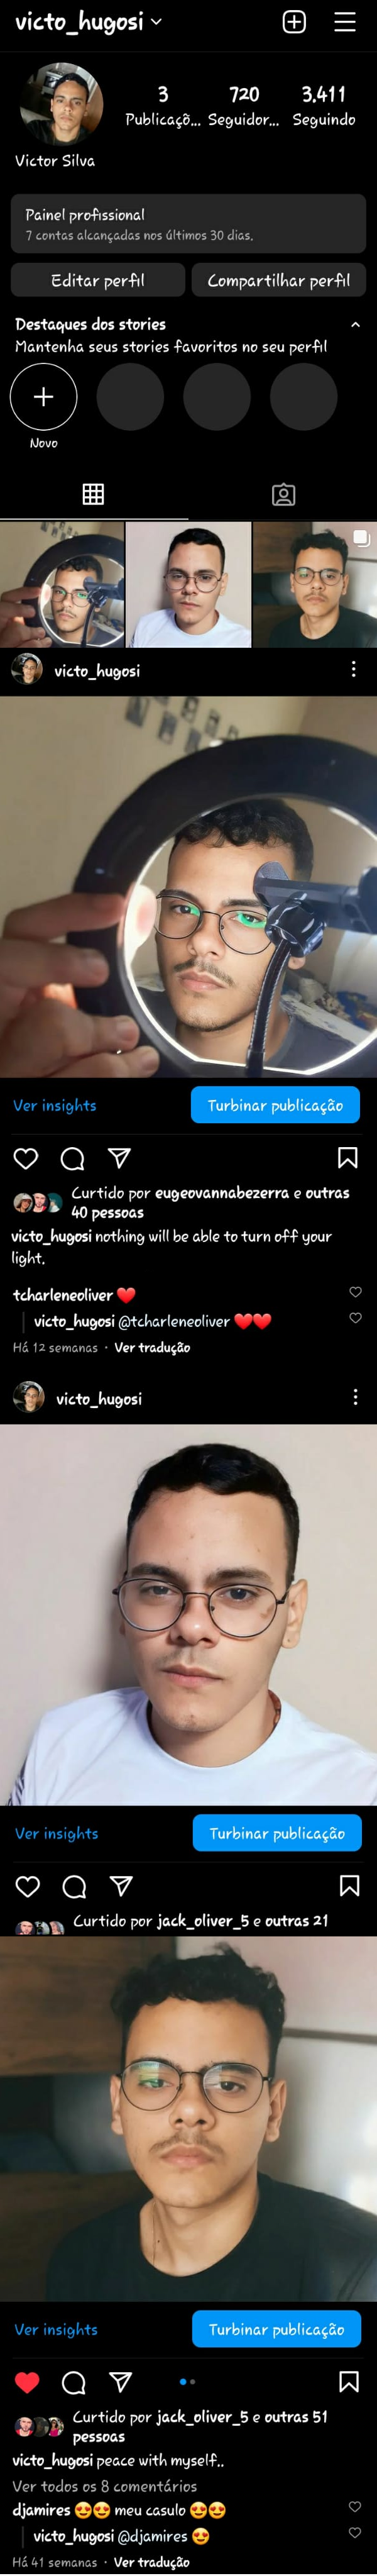 victo_hugosi
3 720 3.411
Publicaçõ... Seguidor... Seguindo
Victor Silva
Painel profissional
7 contas alcançadas nos últimos 30 dias.
Editar perfil Compartilhar perfil
Destaques dos stories
Mantenha seus stories favoritos no seu perfil
Novo
victo_hugosi
Ver insights Turbinar publicação
Curtido por eugeovannabezerra e outras
40 pessoas
victo_hugosi nothing will be able to turn off your
light.
tcharleneoliver ❤️
victo_hugosi @tcharleneoliver ❤️❤️
Há 12 semanas · Ver tradução
victo_hugosi
Ver insights Turbinar publicação
Curtido por jack_oliver_5 e outras 21
Ver insights Turbinar publicação
Curtido por jack_oliver_5 e outras 51
pessoas
victo_hugosi peace with myself..
Ver todos os 8 comentários
djamires 😍😍 meu casulo 😍😍
victo_hugosi @djamires 😍
Há 41 semanas · Ver tradução